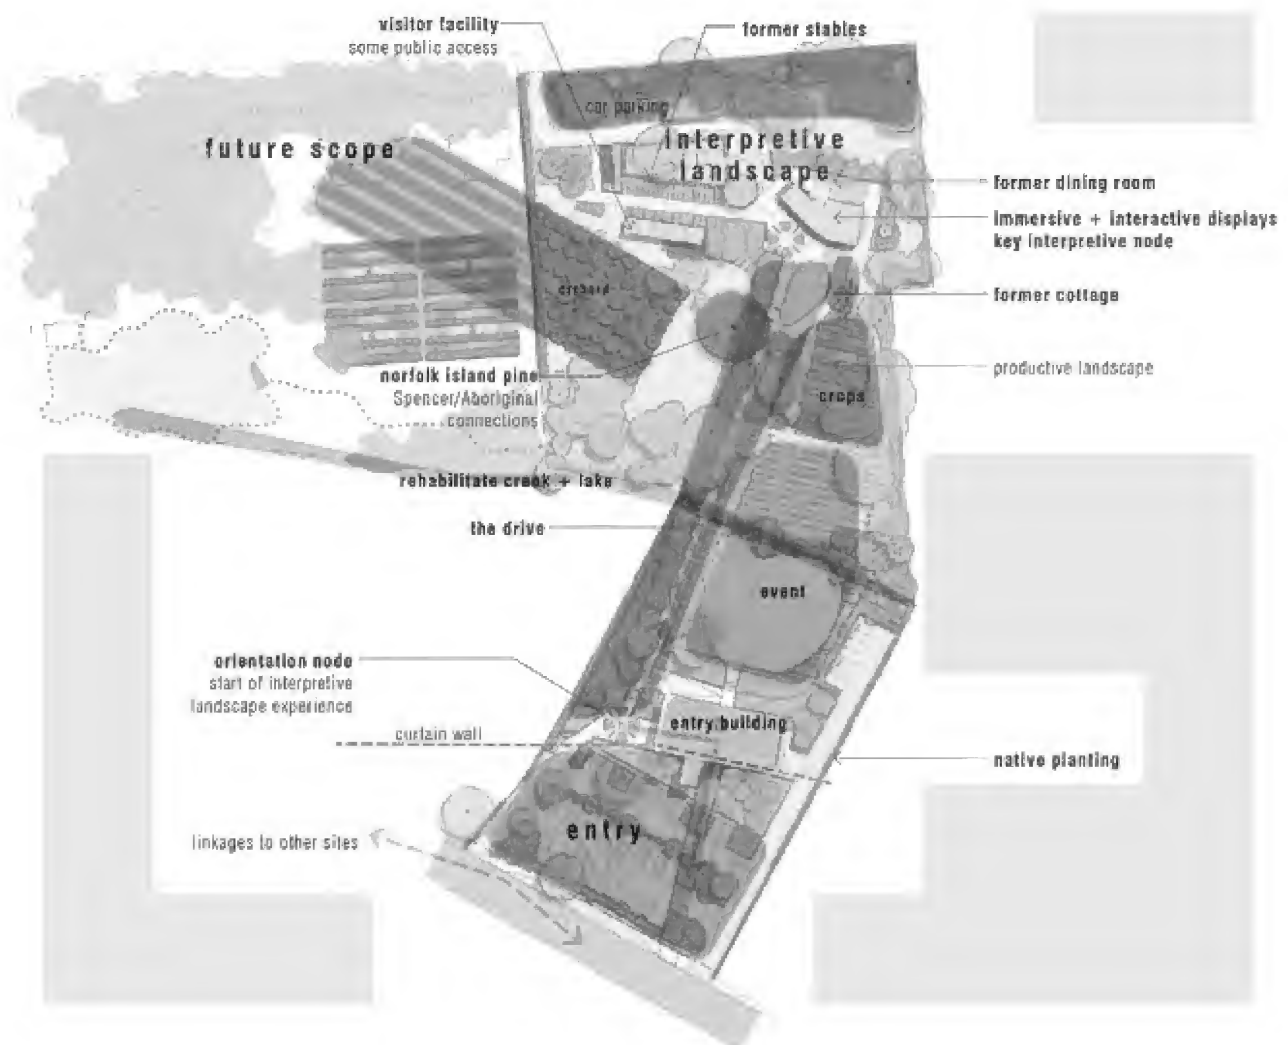 visitor facility
some public access
former stables
car parking
future scope
interpretive
landscape
former dining room
immersive + interactive displays
key interpretive node
orchard
former cottage
norfolk island pine
Spencer/Aboriginal
connections
productive landscape
crops
rehabilitate creek + lake
the drive
event
orientation node
start of interpretive
landscape experience
entry building
curtain wall
native planting
entry
linkages to other sites